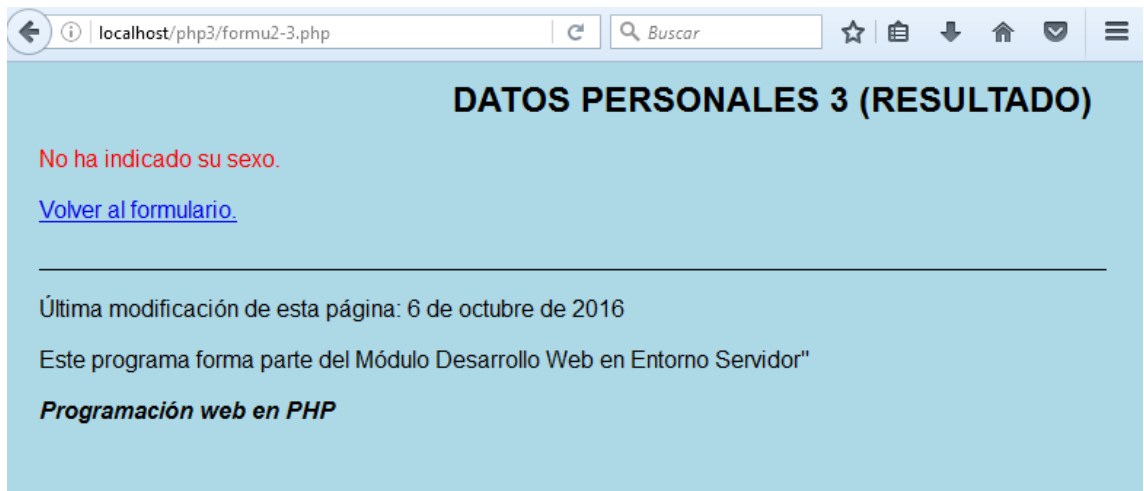 localhost/php3/formu2-3.php
Buscar
DATOS PERSONALES 3 (RESULTADO)
No ha indicado su sexo.
Volver al formulario.
Última modificación de esta página: 6 de octubre de 2016
Este programa forma parte del Módulo Desarrollo Web en Entorno Servidor"
Programación web en PHP